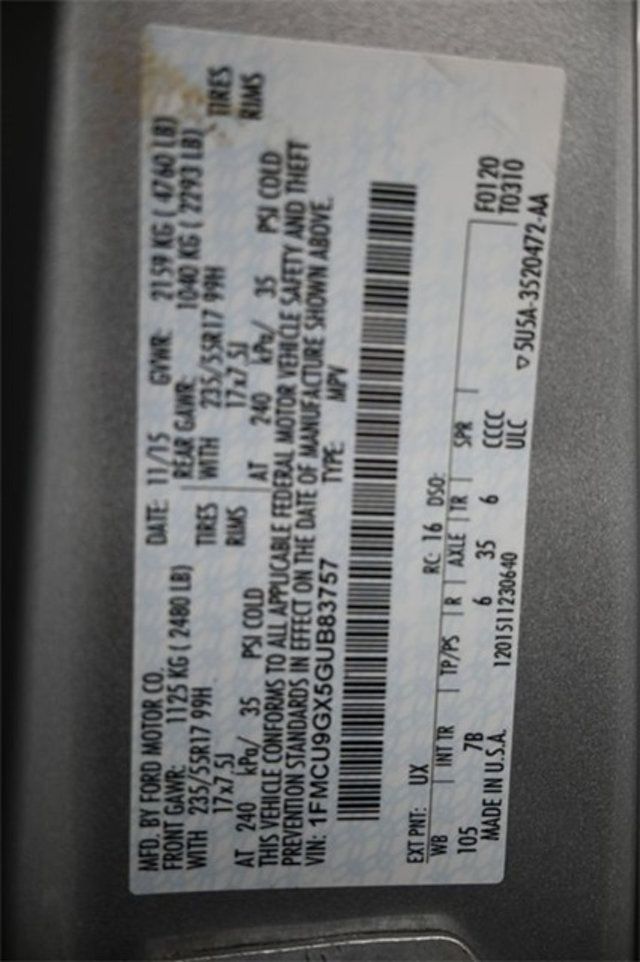 MFD. BY FORD MOTOR CO. DATE: 11/15 GVWR: 2159 KG ( 4760 LB)
FRONT GAWR: 1125 KG ( 2480 LB) REAR GAWR: 1040 KG ( 2293 LB)
WITH 235/55R17 99H TIRES WITH 235/55R17 99H TIRES
17x7.5J RIMS 17x7.5J RIMS
AT 240 kPa/ 35 PSI COLD AT 240 kPa/ 35 PSI COLD
THIS VEHICLE CONFORMS TO ALL APPLICABLE FEDERAL MOTOR VEHICLE SAFETY AND THEFT
PREVENTION STANDARDS IN EFFECT ON THE DATE OF MANUFACTURE SHOWN ABOVE.
VIN: 1FMCU9GX5GUB83757 TYPE: MPV
EXT PNT: UX RC: 16 DSO:
WB INT TR TP/PS R AXLE TR SPR F0120
105 7B 6 35 6 CCCC T0310
MADE IN U.S.A. 1201511230640 ULC ▽ 5U5A-3520472-AA